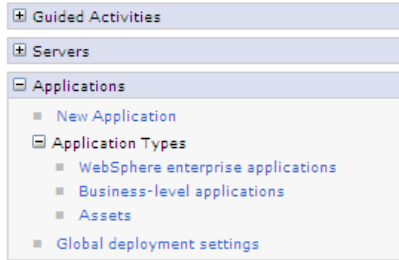 Guided Activities
Servers
Applications
New Application
Application Types
WebSphere enterprise applications
Business-level applications
Assets
Global deployment settings